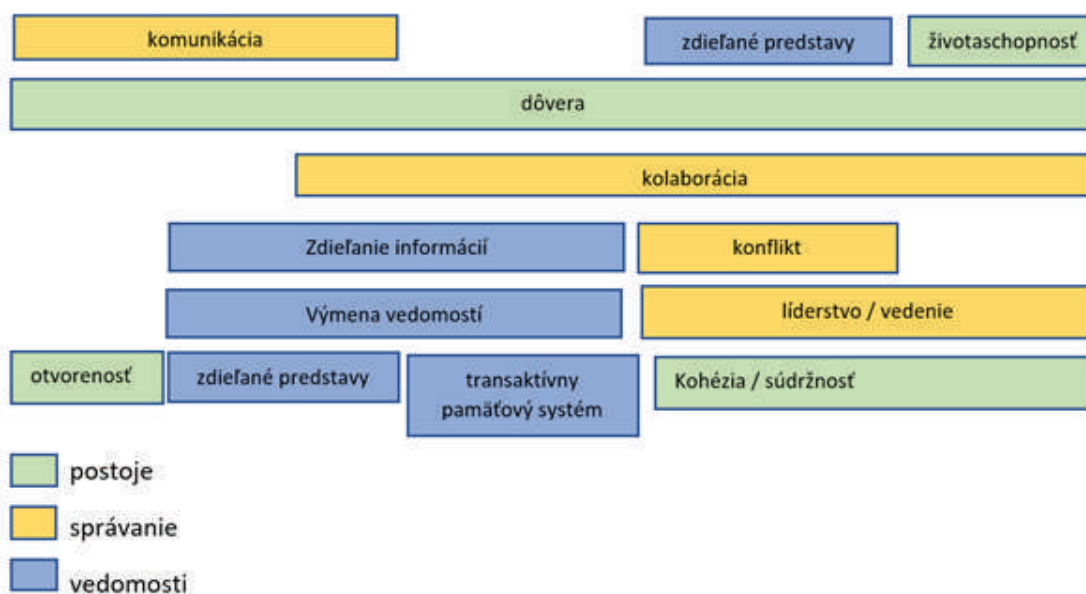 komunikácia
zdieľané predstavy
životaschopnosť
dôvera
kolaborácia
Zdieľanie informácií
konflikt
Výmena vedomostí
líderstvo / vedenie
otvorenosť
zdieľané predstavy
transaktívny
pamäťový systém
Kohézia / súdržnosť
postoje
správanie
vedomosti